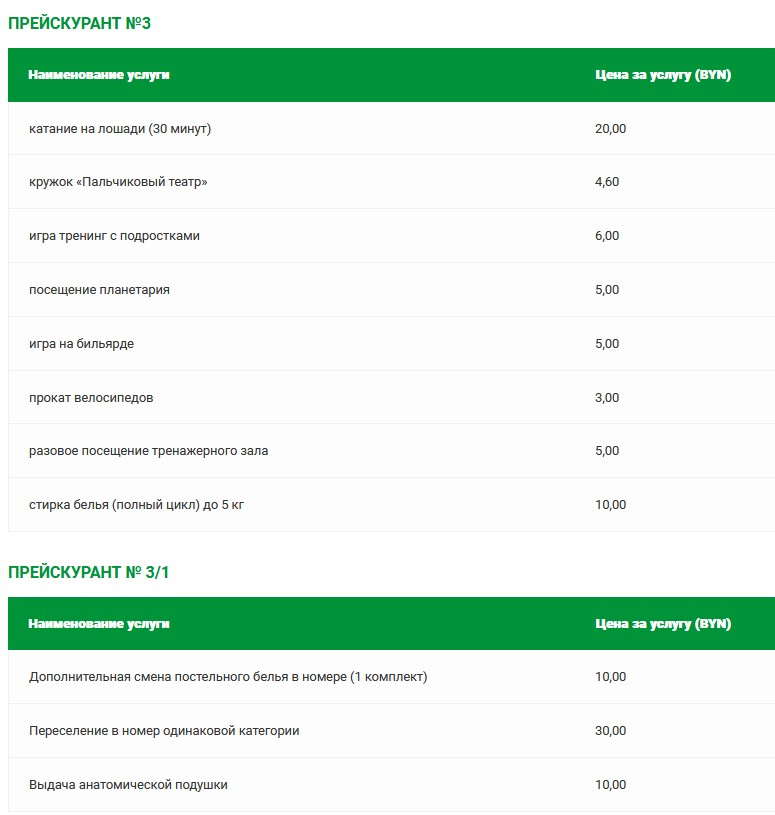 ПРЕЙСКУРАНТ №3
Наименование услуги Цена за услугу (BYN)
катание на лошади (30 минут) 20,00
кружок «Пальчиковый театр» 4,60
игра тренинг с подростками 6,00
посещение планетария 5,00
игра на бильярде 5,00
прокат велосипедов 3,00
разовое посещение тренажерного зала 5,00
стирка белья (полный цикл) до 5 кг 10,00
ПРЕЙСКУРАНТ № 3/1
Наименование услуги Цена за услугу (BYN)
Дополнительная смена постельного белья в номере (1 комплект) 10,00
Переселение в номер одинаковой категории 30,00
Выдача анатомической подушки 10,00